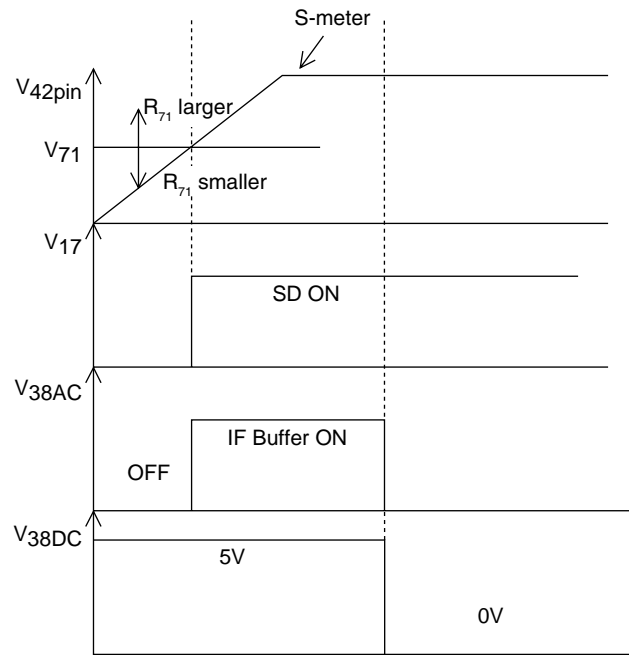 S-meter
V42pin
R71 larger
V71
R71 smaller
V17
SD ON
V38AC
IF Buffer ON
OFF
V38DC
5V
0V